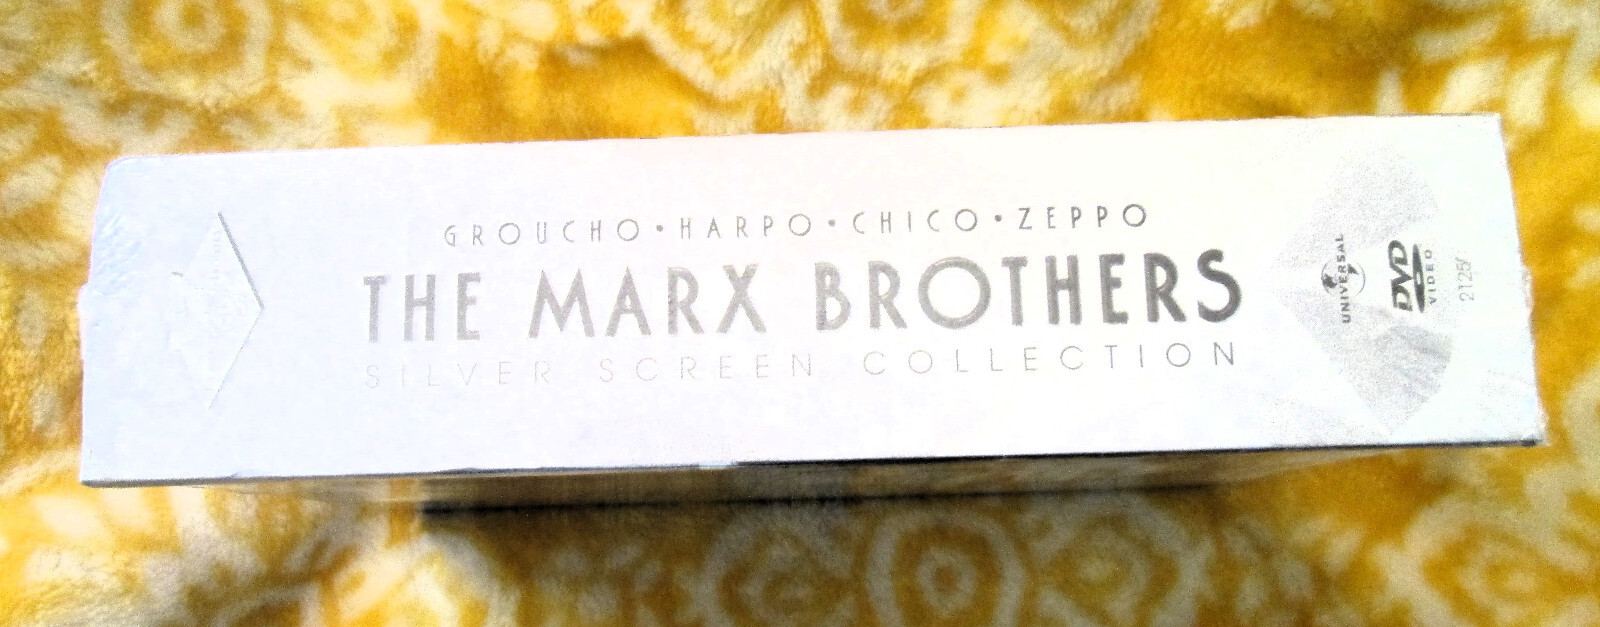 GROUCHO • HARPO • CHICO • ZEPPO
THE MARX BROTHERS
SILVER SCREEN COLLECTION
UNIVERSAL
DVD
VIDEO